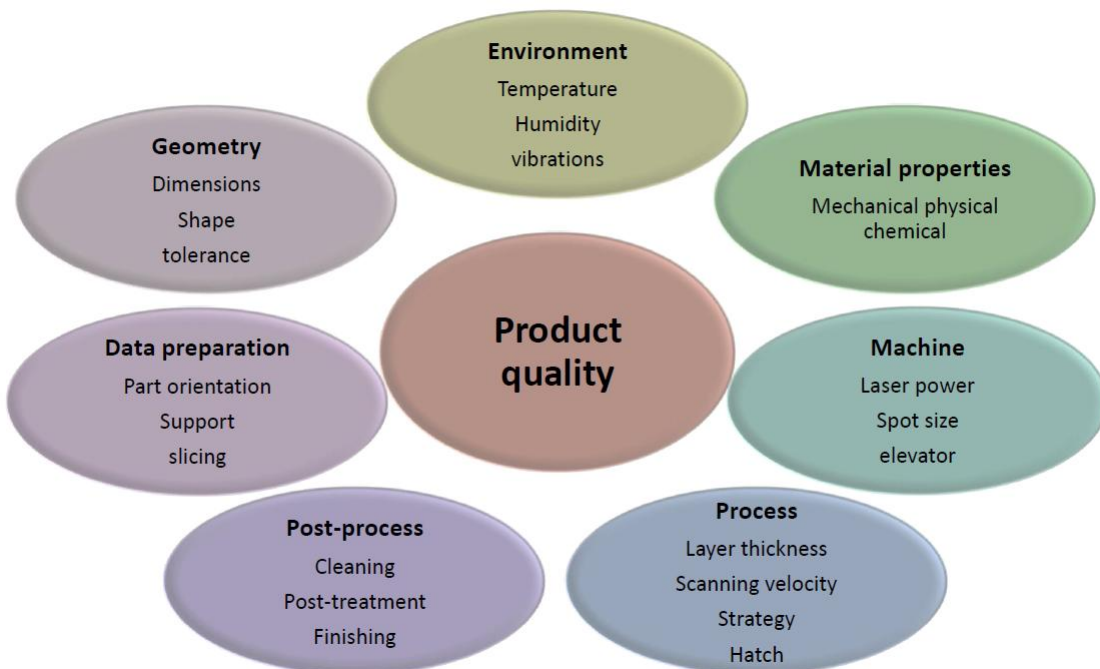 Environment
Temperature
Humidity
vibrations
Geometry
Dimensions
Shape
tolerance
Material properties
Mechanical physical
chemical
Product
quality
Data preparation
Part orientation
Support
slicing
Machine
Laser power
Spot size
elevator
Post-process
Cleaning
Post-treatment
Finishing
Process
Layer thickness
Scanning velocity
Strategy
Hatch